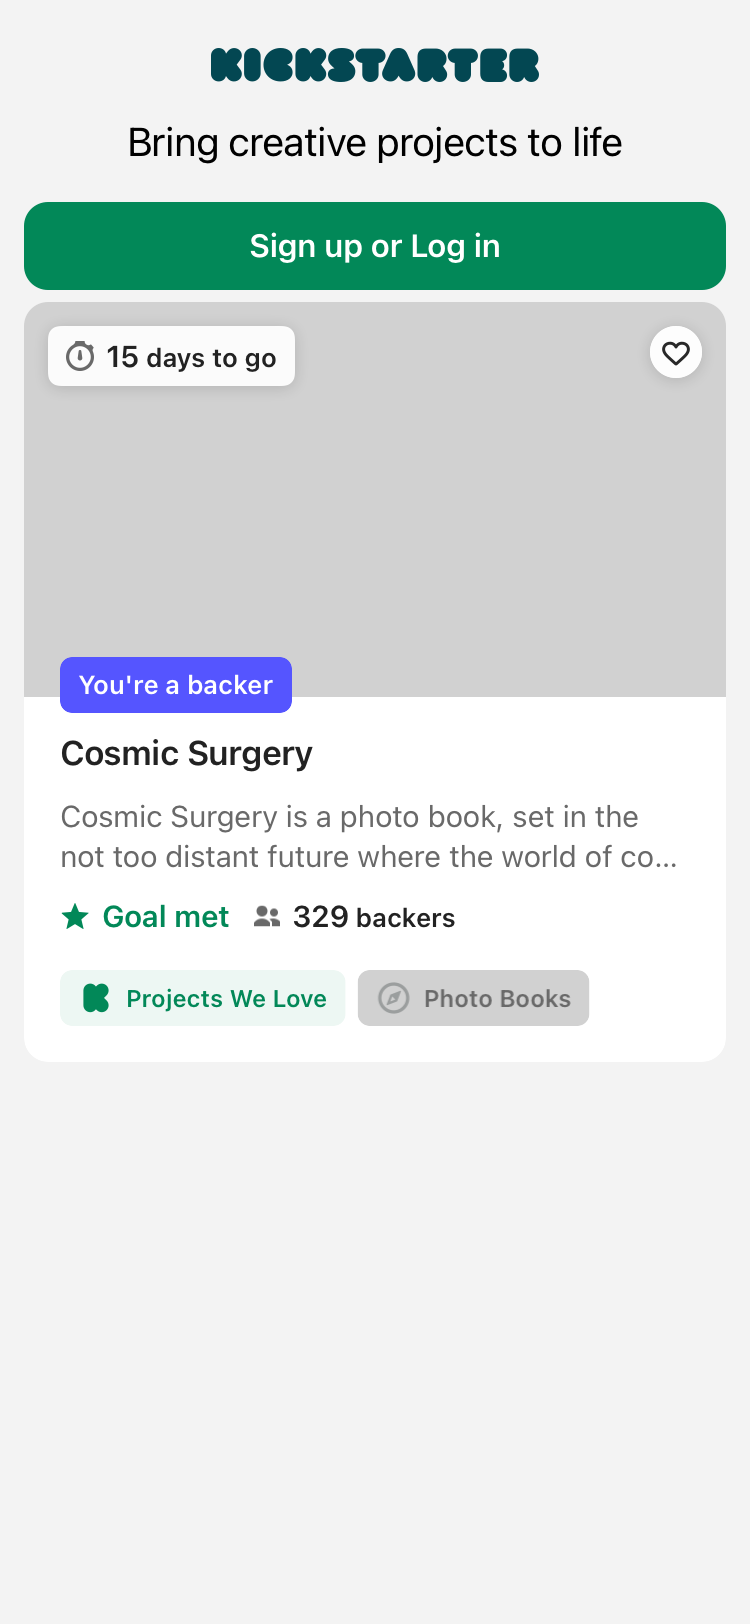 KICKSTARTER
Bring creative projects to life
Sign up or Log in
15 days to go
You're a backer
Cosmic Surgery
Cosmic Surgery is a photo book, set in the
not too distant future where the world of co...
Goal met 329 backers
Projects We Love Photo Books